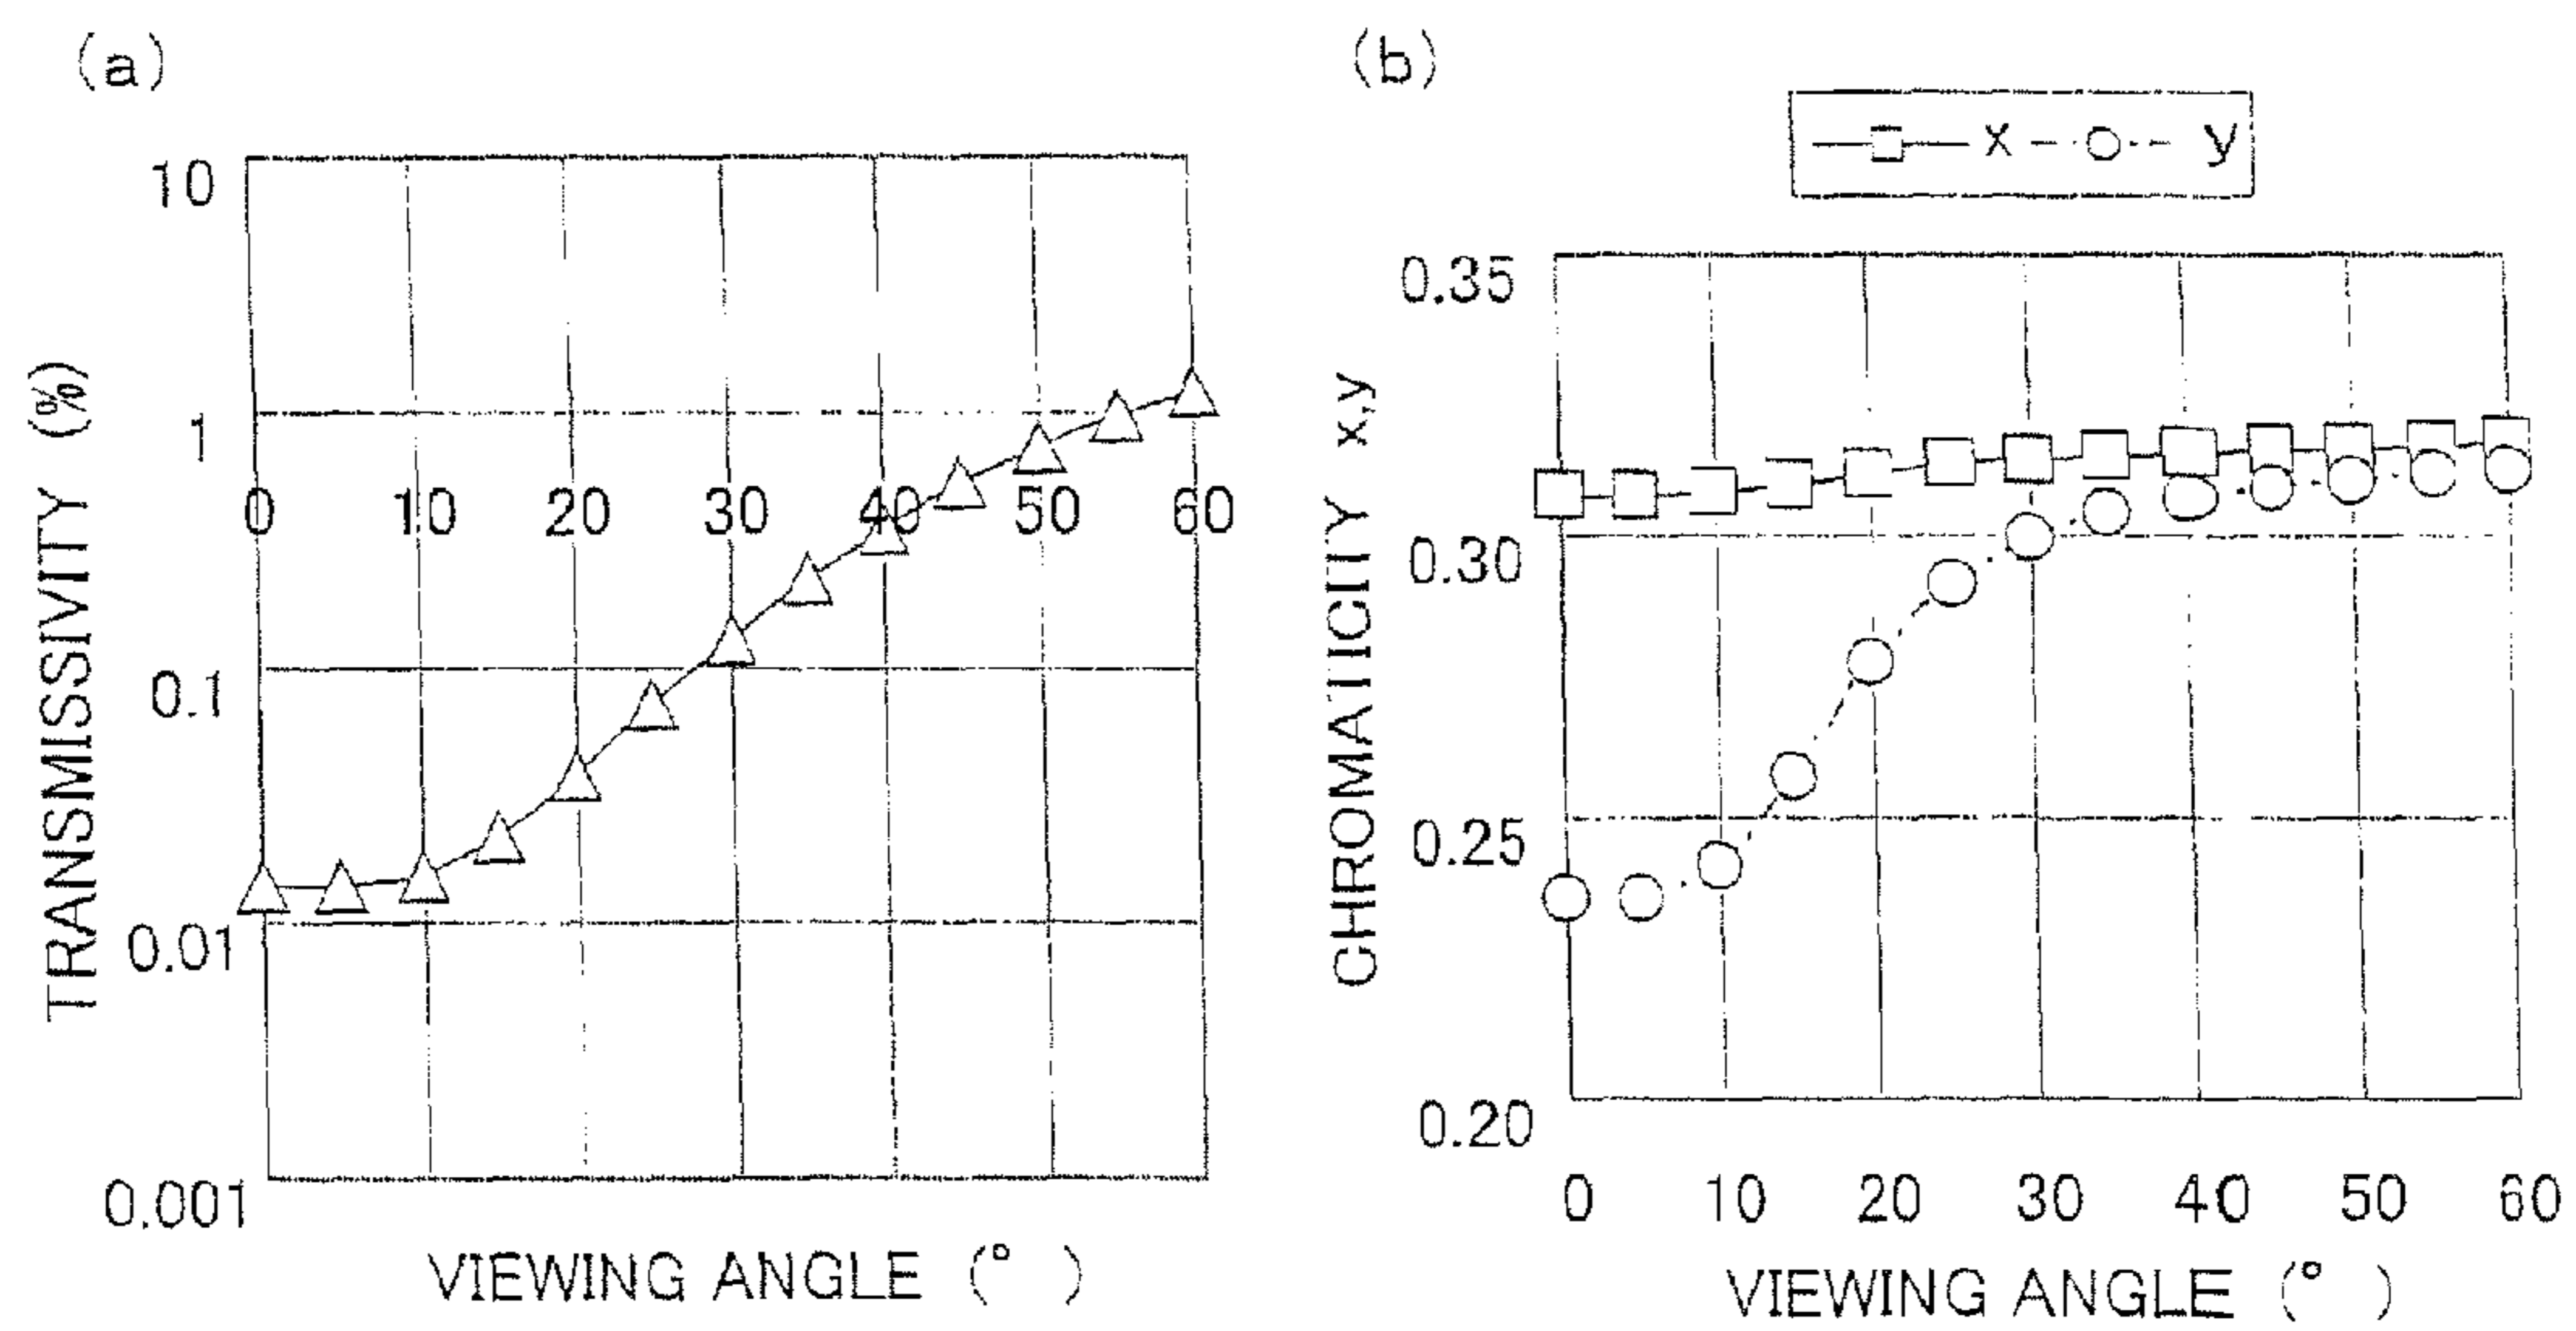 (a)
10
1
0.1
0.01
0.001
0 10 20 30 40 50 60
TRANSMISSIVITY (%)
VIEWING ANGLE (° )
(b)
x y
0.35
0.30
0.25
0.20
0 10 20 30 40 50 60
CHROMATICITY x,y
VIEWING ANGLE (° )